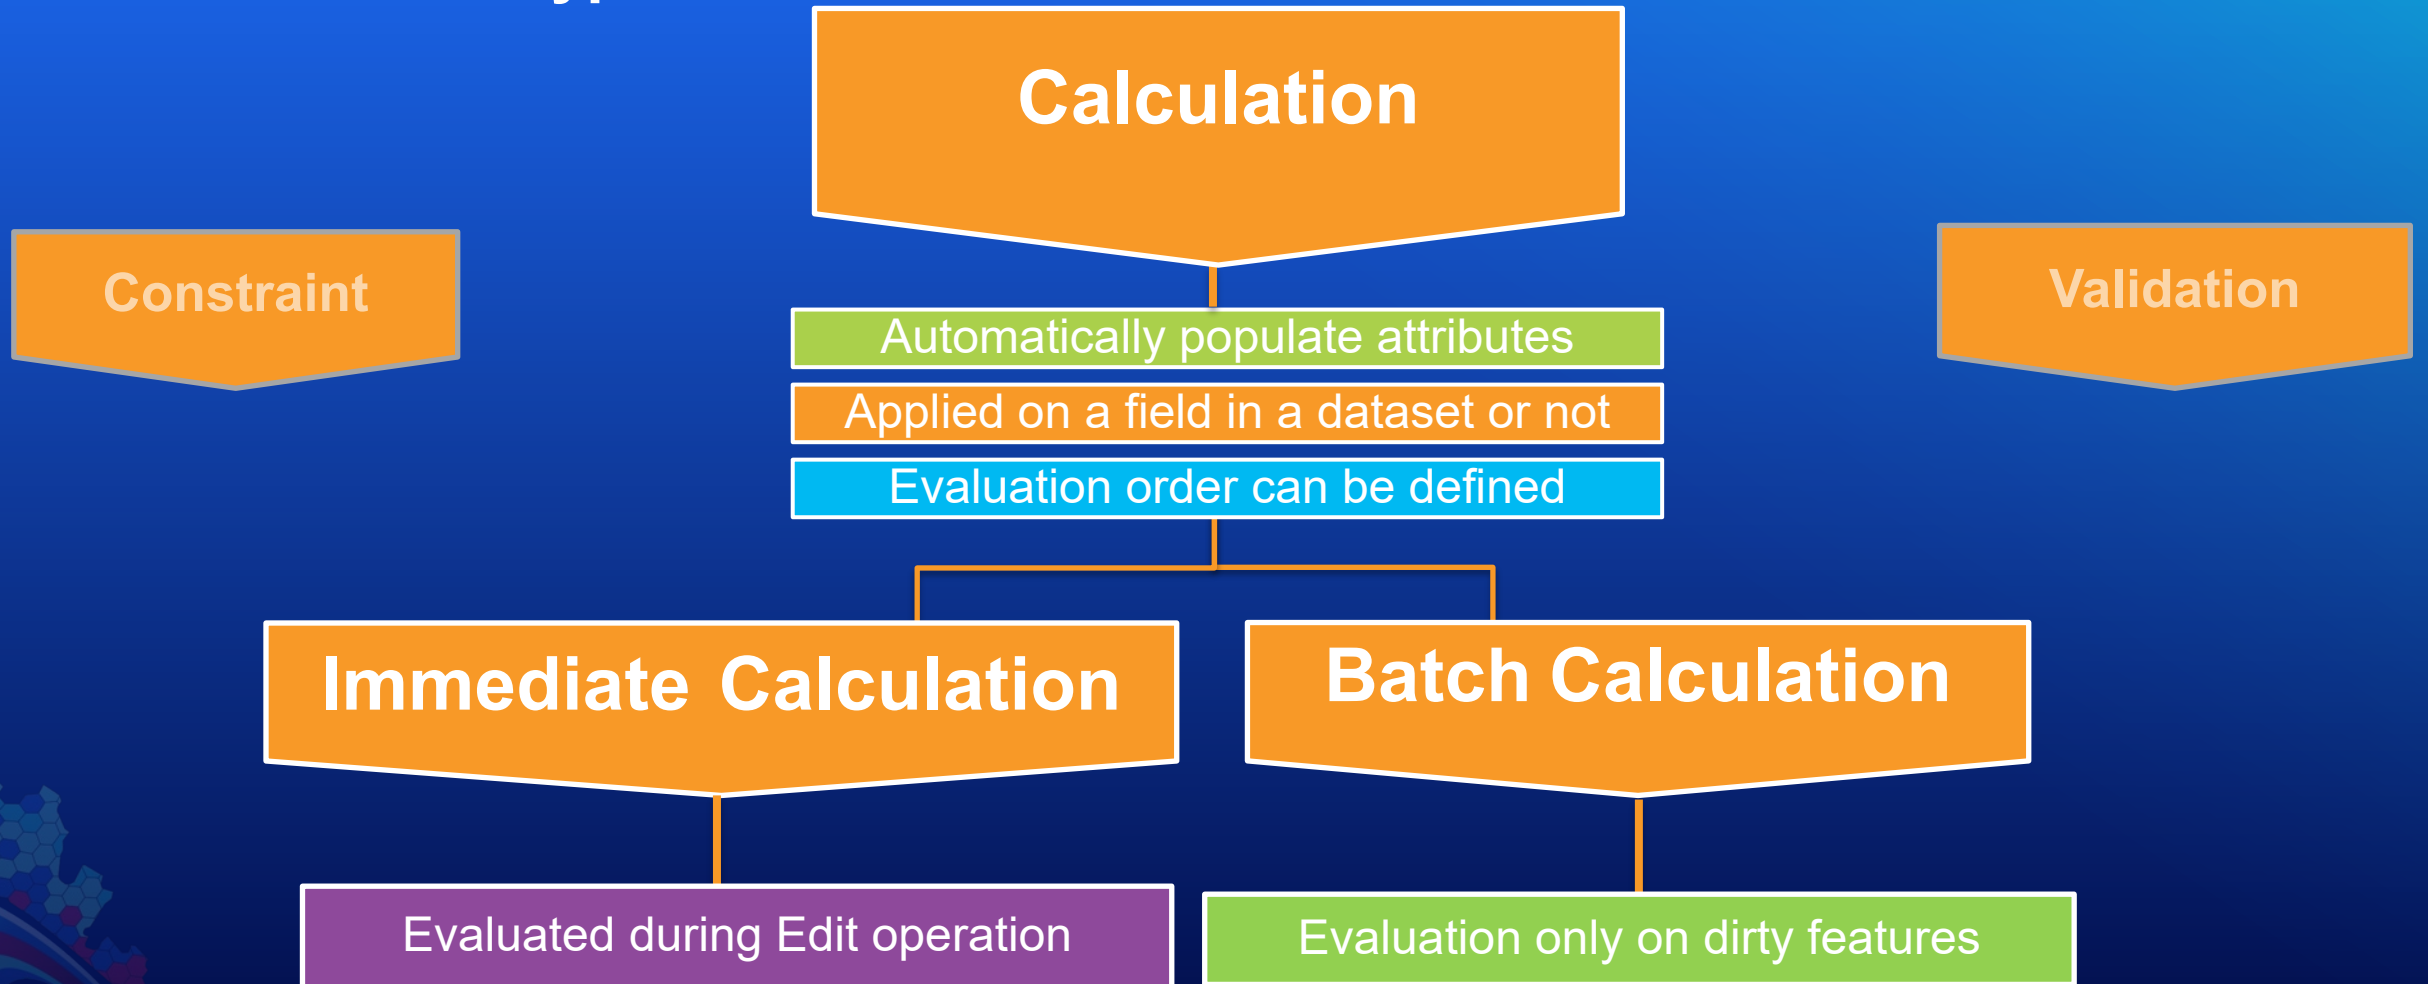 Calculation
Constraint
Validation
Automatically populate attributes
Applied on a field in a dataset or not
Evaluation order can be defined
Immediate Calculation
Batch Calculation
Evaluated during Edit operation
Evaluation only on dirty features